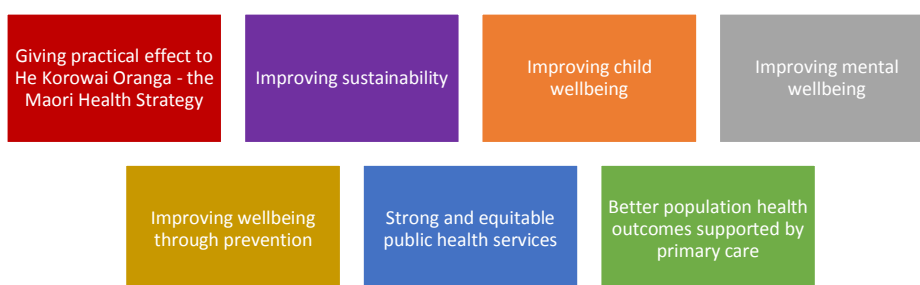 Giving practical effect to
He Korowai Oranga - the
Maori Health Strategy
Improving sustainability
Improving child
wellbeing
Improving mental
wellbeing
Improving wellbeing
through prevention
Strong and equitable
public health services
Better population health
outcomes supported by
primary care